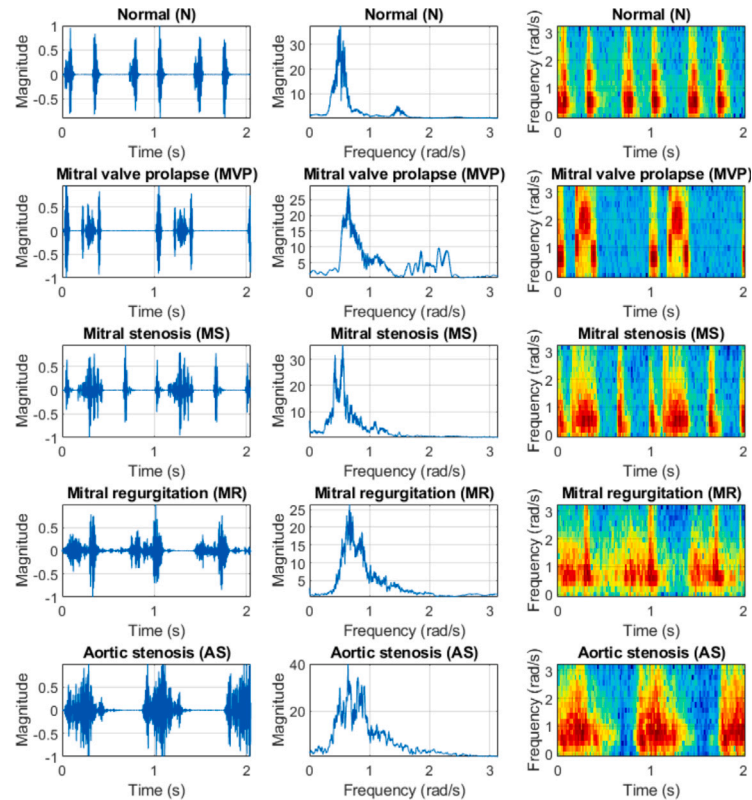 Normal (N) Normal (N) Normal (N)
Magnitude
1
0.5
0
-0.5
0 1 2
Time (s)
Magnitude
30
20
10
0 1 2 3
Frequency (rad/s)
Frequency (rad/s)
3
2
1
0
0 1 2
Time (s)
Mitral valve prolapse (MVP) Mitral valve prolapse (MVP) Mitral valve prolapse (MVP)
Magnitude
0.5
0
-0.5
-1
0 1 2
Time (s)
Magnitude
25
20
15
10
5
0 1 2 3
Frequency (rad/s)
Frequency (rad/s)
3
2
1
0
0 1 2
Time (s)
Mitral stenosis (MS) Mitral stenosis (MS) Mitral stenosis (MS)
Magnitude
0.5
0
-0.5
-1
0 1 2
Time (s)
Magnitude
30
20
10
0 1 2 3
Frequency (rad/s)
Frequency (rad/s)
3
2
1
0
0 1 2
Time (s)
Mitral regurgitation (MR) Mitral regurgitation (MR) Mitral regurgitation (MR)
Magnitude
0.5
0
-0.5
-1
0 1 2
Time (s)
Magnitude
25
20
15
10
5
0 1 2 3
Frequency (rad/s)
Frequency (rad/s)
3
2
1
0
0 1 2
Time (s)
Aortic stenosis (AS) Aortic stenosis (AS) Aortic stenosis (AS)
Magnitude
0.5
0
-0.5
-1
0 1 2
Time (s)
Magnitude
40
20
0 1 2 3
Frequency (rad/s)
Frequency (rad/s)
3
2
1
0
0 1 2
Time (s)